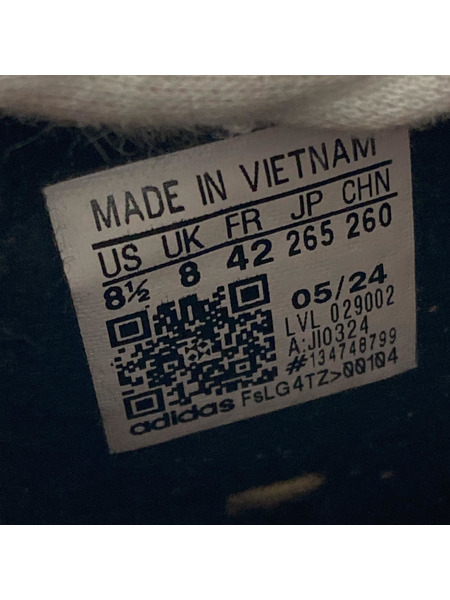 MADE IN VIETNAM
US UK FR JP CHN
8½ 8 42 265 260
05/24
LVL 029002
A:JI0324
#134748799
adidas FsLG4TZ>00104